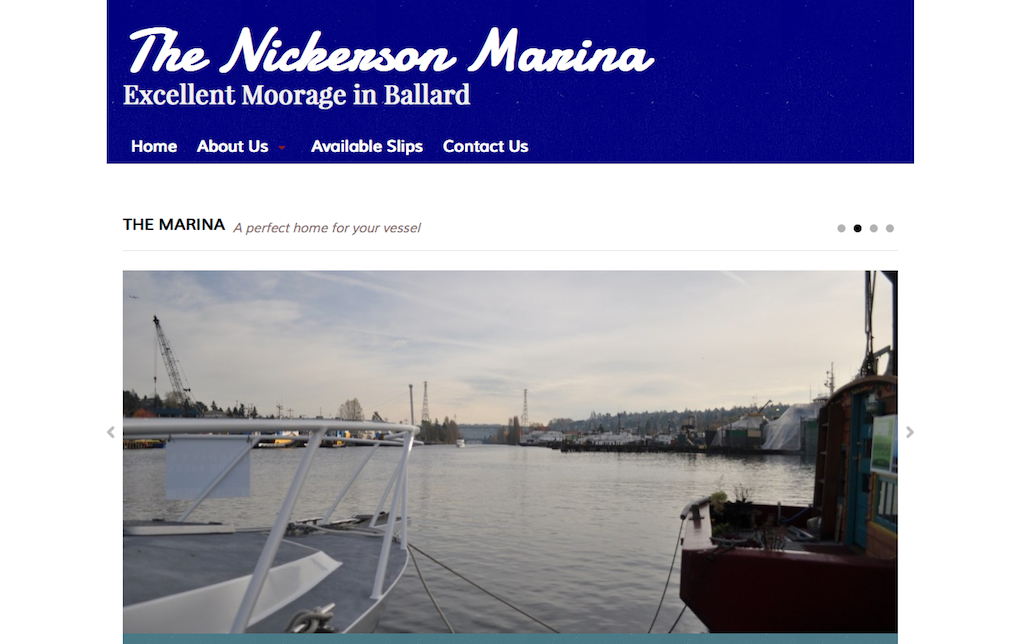 The Nickerson Marina
Excellent Moorage in Ballard
Home About Us Available Slips Contact Us
THE MARINA A perfect home for your vessel